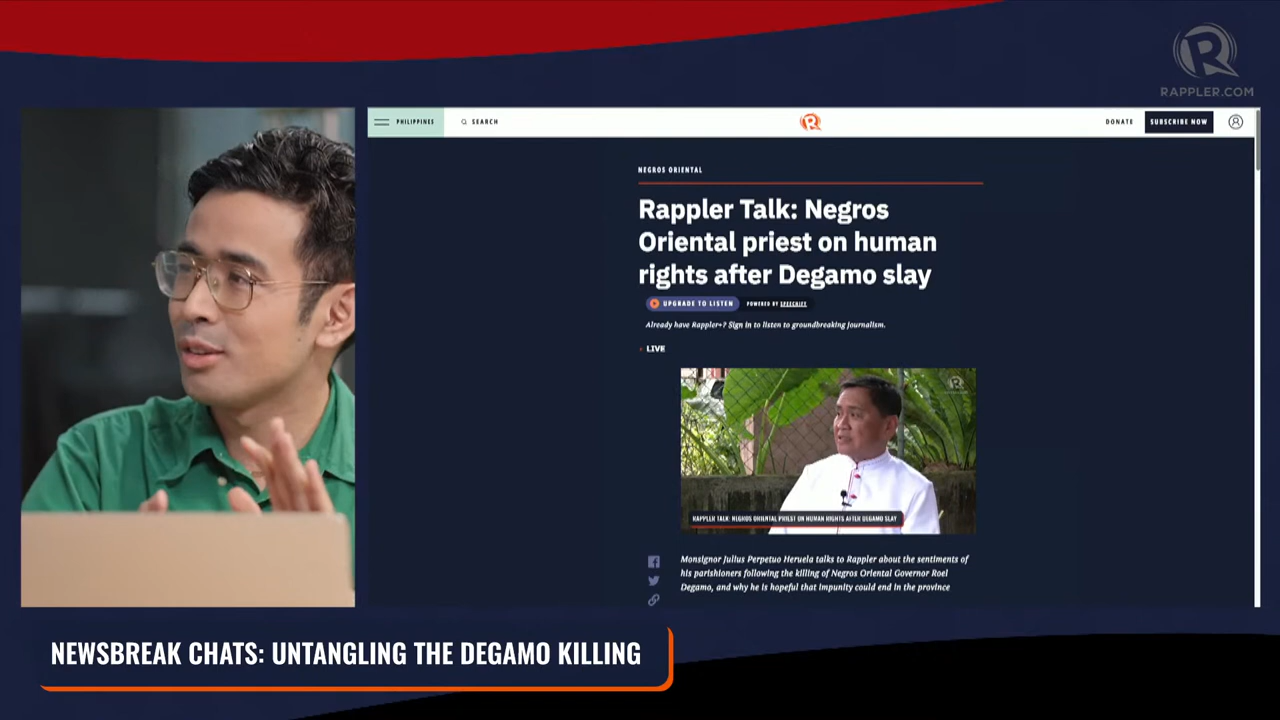 RAPPLER.COM
PHILIPPINES
SEARCH
DONATE
SUBSCRIBE NOW
NEGROS ORIENTAL
Rappler Talk: Negros
Oriental priest on human
rights after Degamo slay
UPGRADE TO LISTEN
POWERED BY SPEECHIFY
Already have Rappler+? Sign in to listen to groundbreaking journalism.
LIVE
RAPPLER TALK: NEGROS ORIENTAL PRIEST ON HUMAN RIGHTS AFTER DEGAMO SLAY
Monsignor Julius Perpetuo Heruela talks to Rappler about the sentiments of
his parishioners following the killing of Negros Oriental Governor Roel
Degamo, and why he is hopeful that impunity could end in the province
NEWSBREAK CHATS: UNTANGLING THE DEGAMO KILLING